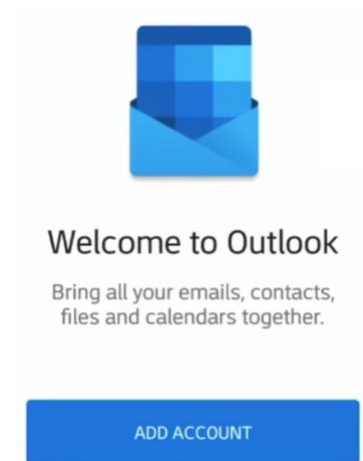 Welcome to Outlook
Bring all your emails, contacts,
files and calendars together.
ADD ACCOUNT